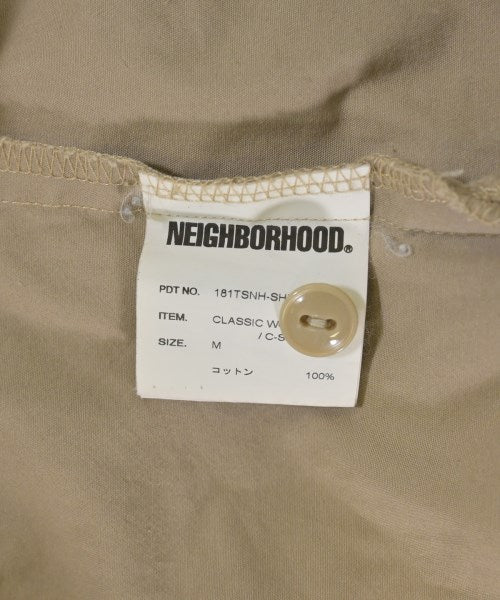 NEIGHBORHOOD®
PDT NO. 181TSNH-SH
ITEM. CLASSIC W
/ C-S
SIZE. M
コットン 100%